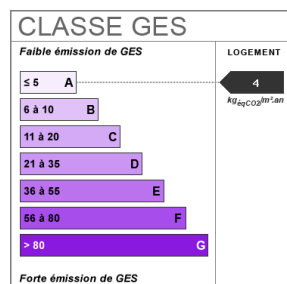 CLASSE GES
Faible émission de GES
LOGEMENT
≤ 5 A
4
kgéqCO2/m².an
6 à 10 B
11 à 20 C
21 à 35 D
36 à 55 E
56 à 80 F
> 80 G
Forte émission de GES